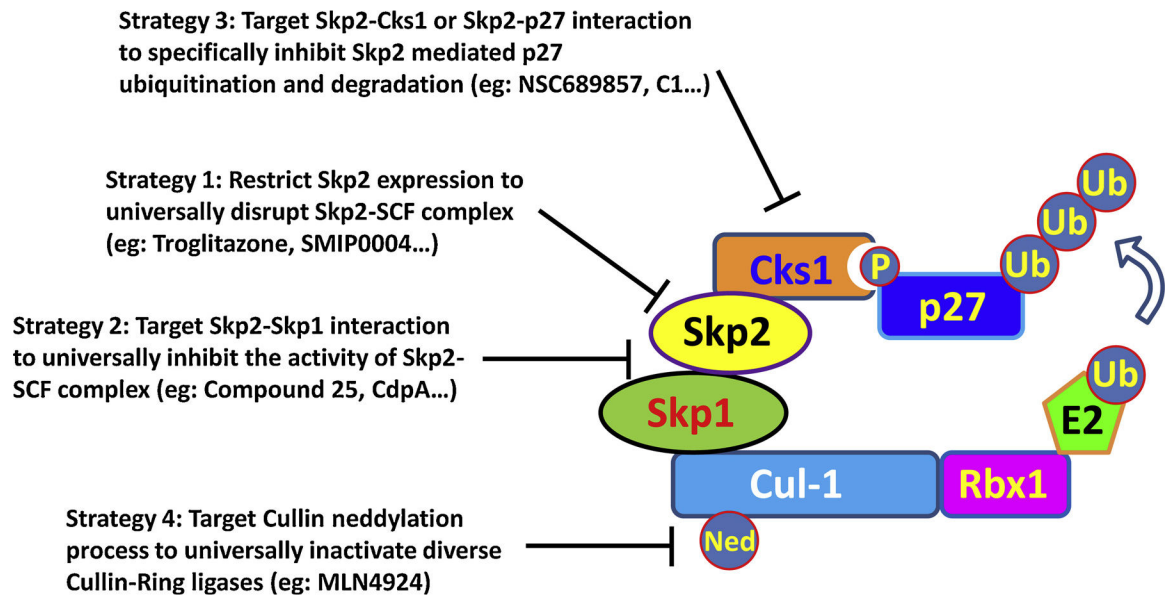 Strategy 3: Target Skp2-Cks1 or Skp2-p27 interaction
to specifically inhibit Skp2 mediated p27
ubiquitination and degradation (eg: NSC689857, C1...)
Strategy 1: Restrict Skp2 expression to
universally disrupt Skp2-SCF complex
(eg: Troglitazone, SMIP0004...)
Strategy 2: Target Skp2-Skp1 interaction
to universally inhibit the activity of Skp2-
SCF complex (eg: Compound 25, CdpA...)
Strategy 4: Target Cullin neddylation
process to universally inactivate diverse
Cullin-Ring ligases (eg: MLN4924)
Ub
Ub
Ub
Cks1
P
p27
Skp2
Ub
E2
Skp1
Cul-1
Rbx1
Ned